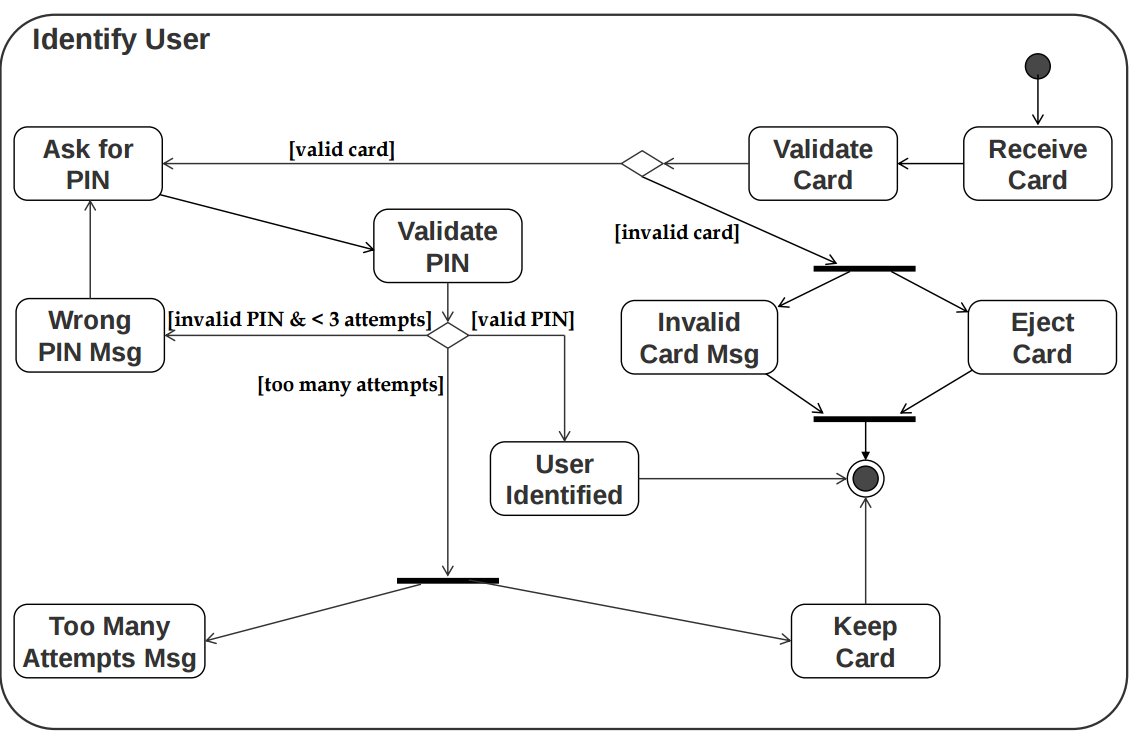 Identify User
Ask for
PIN
[valid card]
Validate
Card
Receive
Card
Validate
PIN
[invalid card]
Wrong
PIN Msg
[invalid PIN & < 3 attempts]
[valid PIN]
Invalid
Card Msg
Eject
Card
[too many attempts]
User
Identified
Too Many
Attempts Msg
Keep
Card